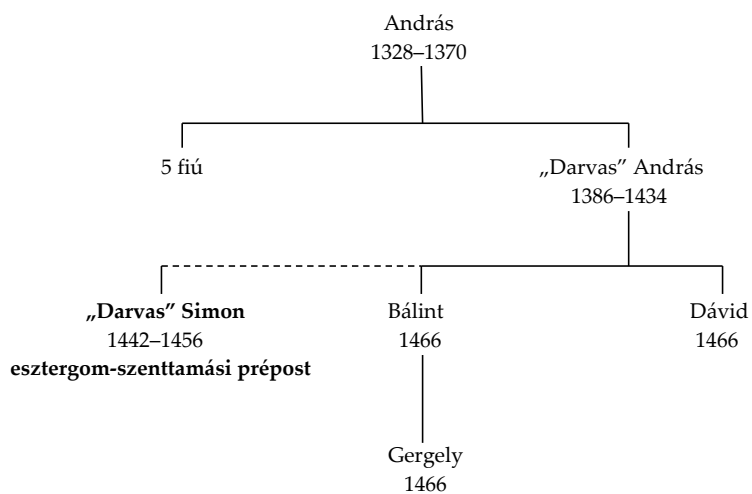 András
1328–1370
5 fiú
„Darvas” András
1386–1434
„Darvas” Simon
1442–1456
esztergom-szenttamási prépost
Bálint
1466
Dávid
1466
Gergely
1466